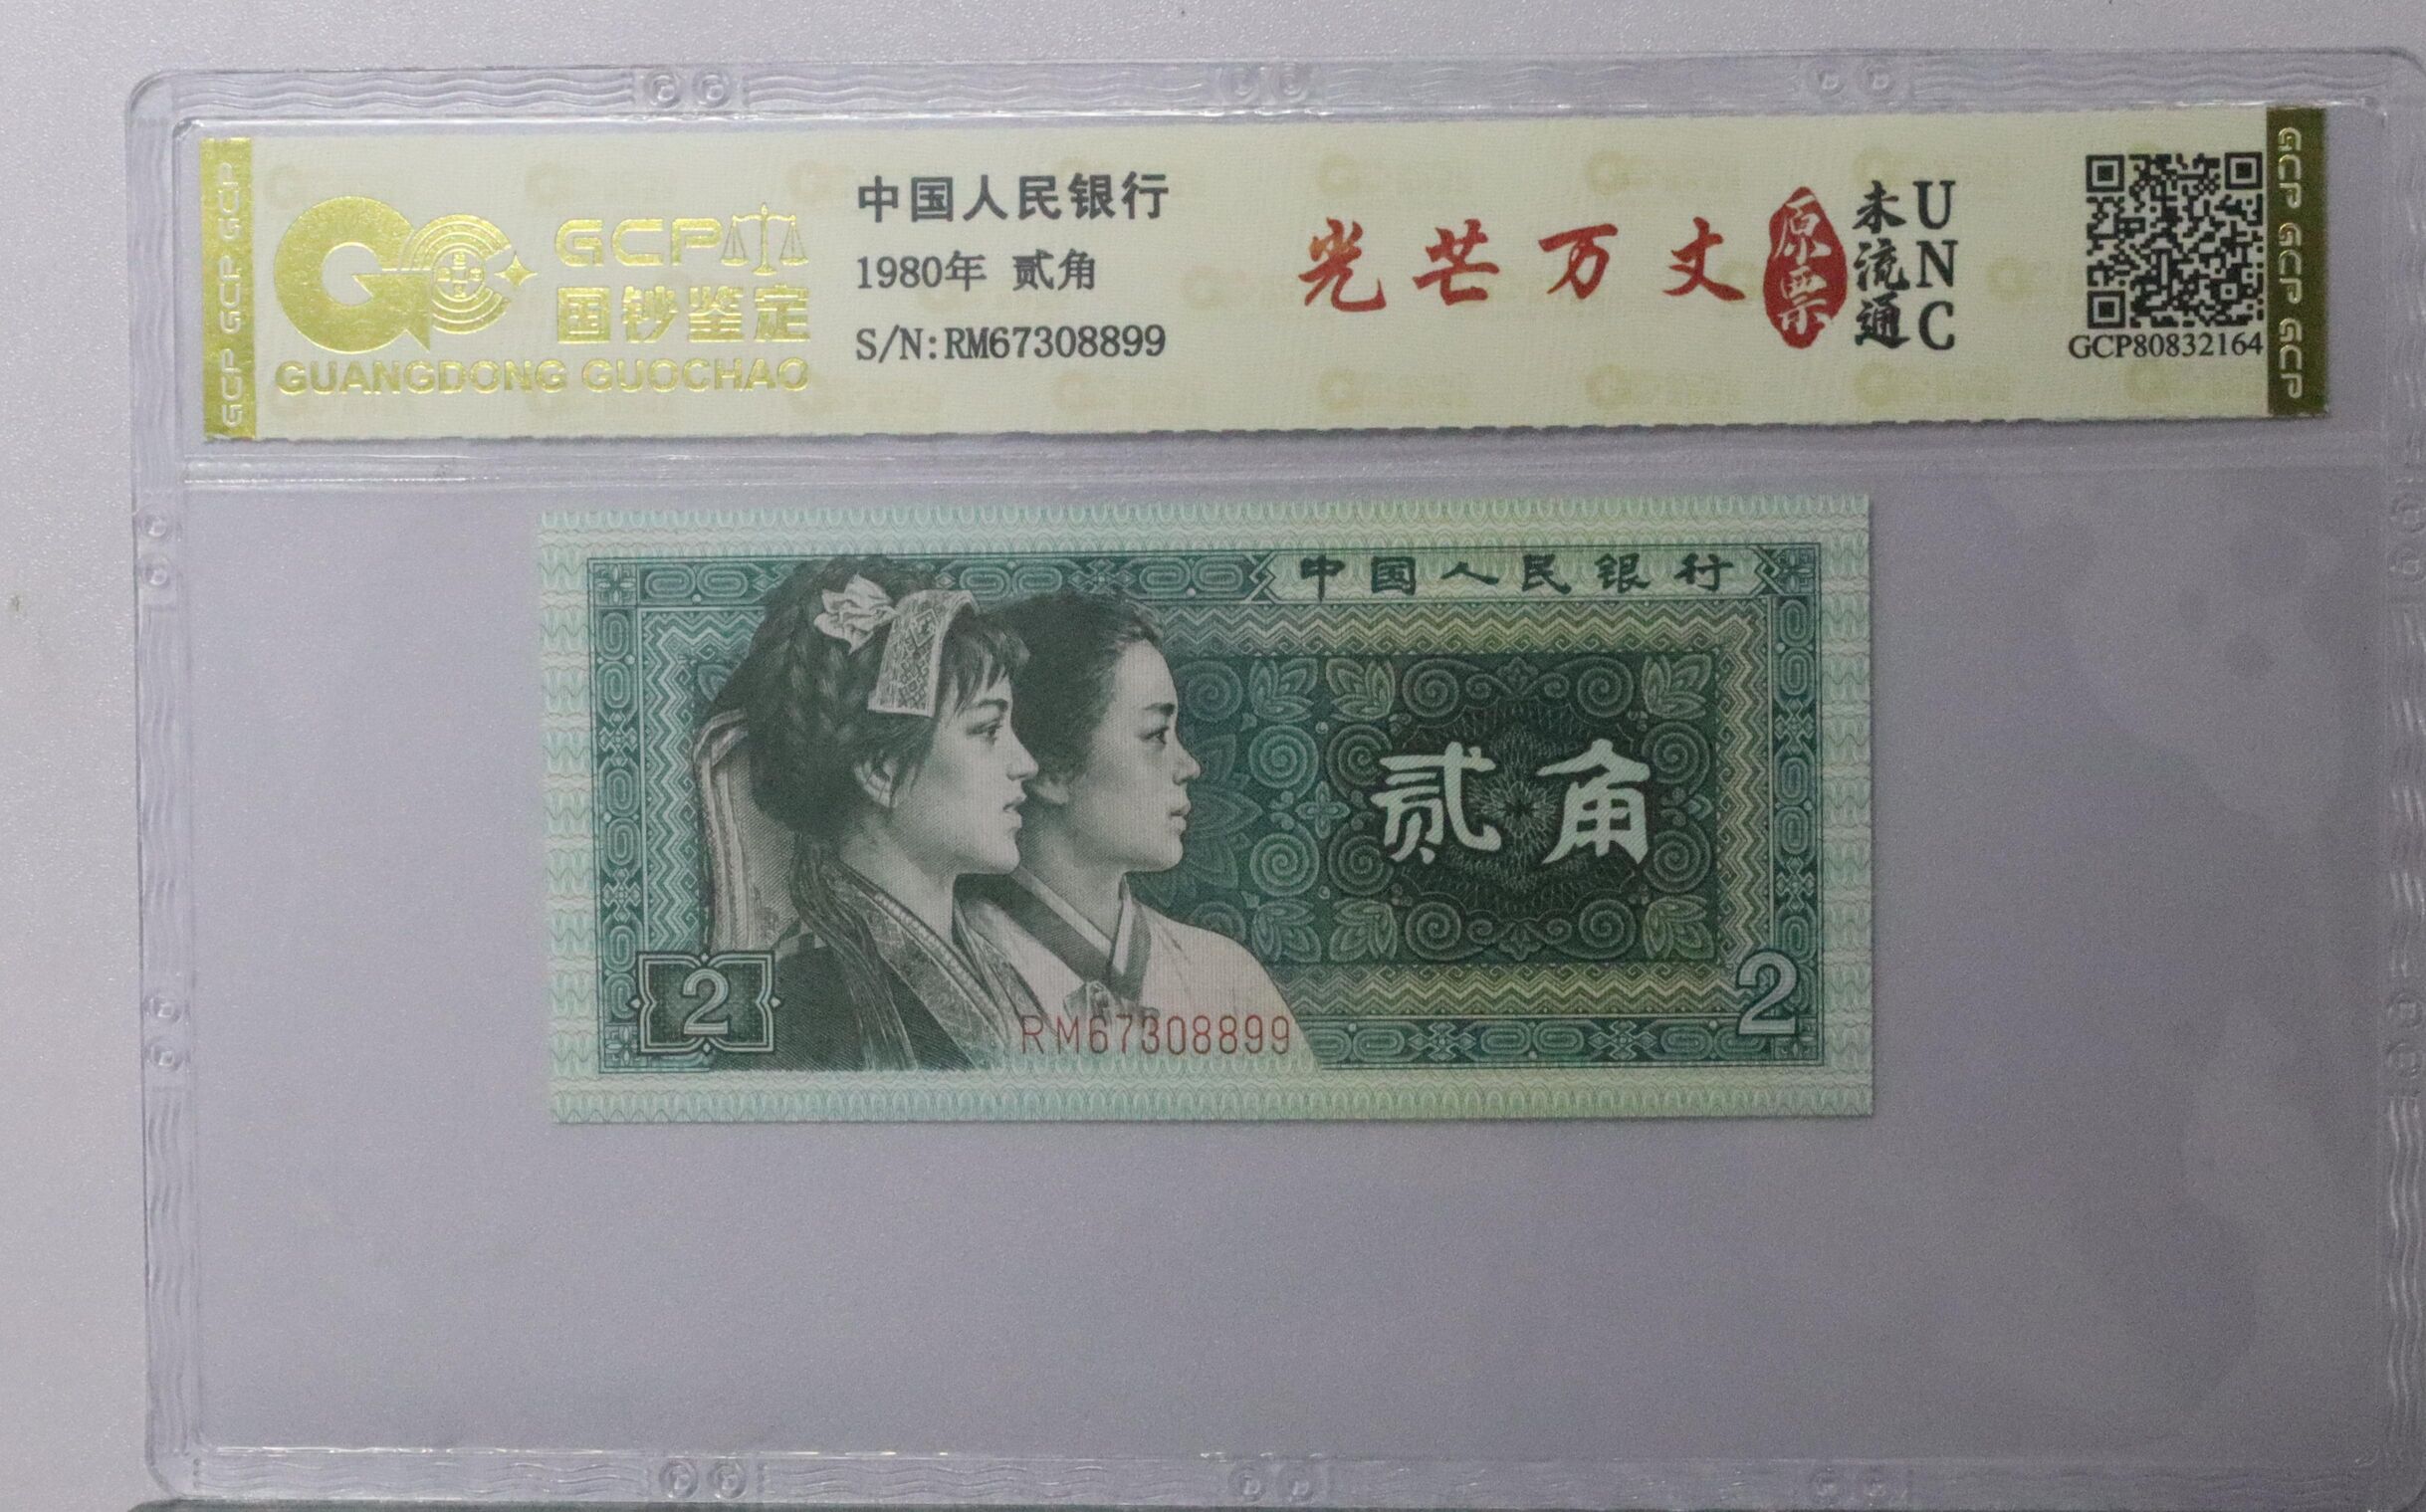 GCP GCP GCP
GCP
国钞鉴定
GUANGDONG GUOCHAO
中国人民银行
1980年 贰角
S/N:RM67308899
光芒万丈
原票
未流通
UNC
GCP80832164
GCP GCP GCP
中国人民银行
贰角
2
RM67308899
2